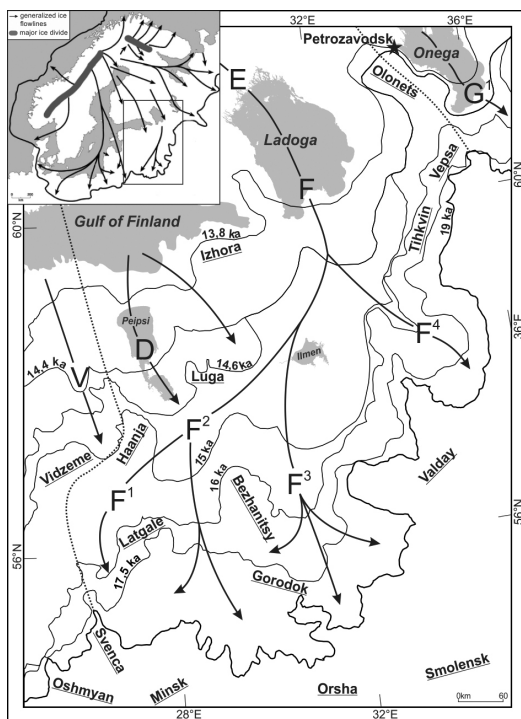 generalized ice
flowlines
major ice divide
32°E
36°E
Petrozavodsk
Onega
Olonets
G
E
Ladoga
F
Vepsa
60°N
Tihkvin
19 ka
60°N
Gulf of Finland
13,8 ka
Izhora
Peipsi
D
Ilmen
F4
36°E
14,4 ka
V
14,6 ka
Luga
F2
Haanja
15 ka
Vidzeme
16 ka
Bezhanitsy
F3
Valday
F1
Latgale
56°N
56°N
17,5 ka
Gorodok
Svenca
Smolensk
Oshmyan
Minsk
Orsha
0km 60
28°E
32°E